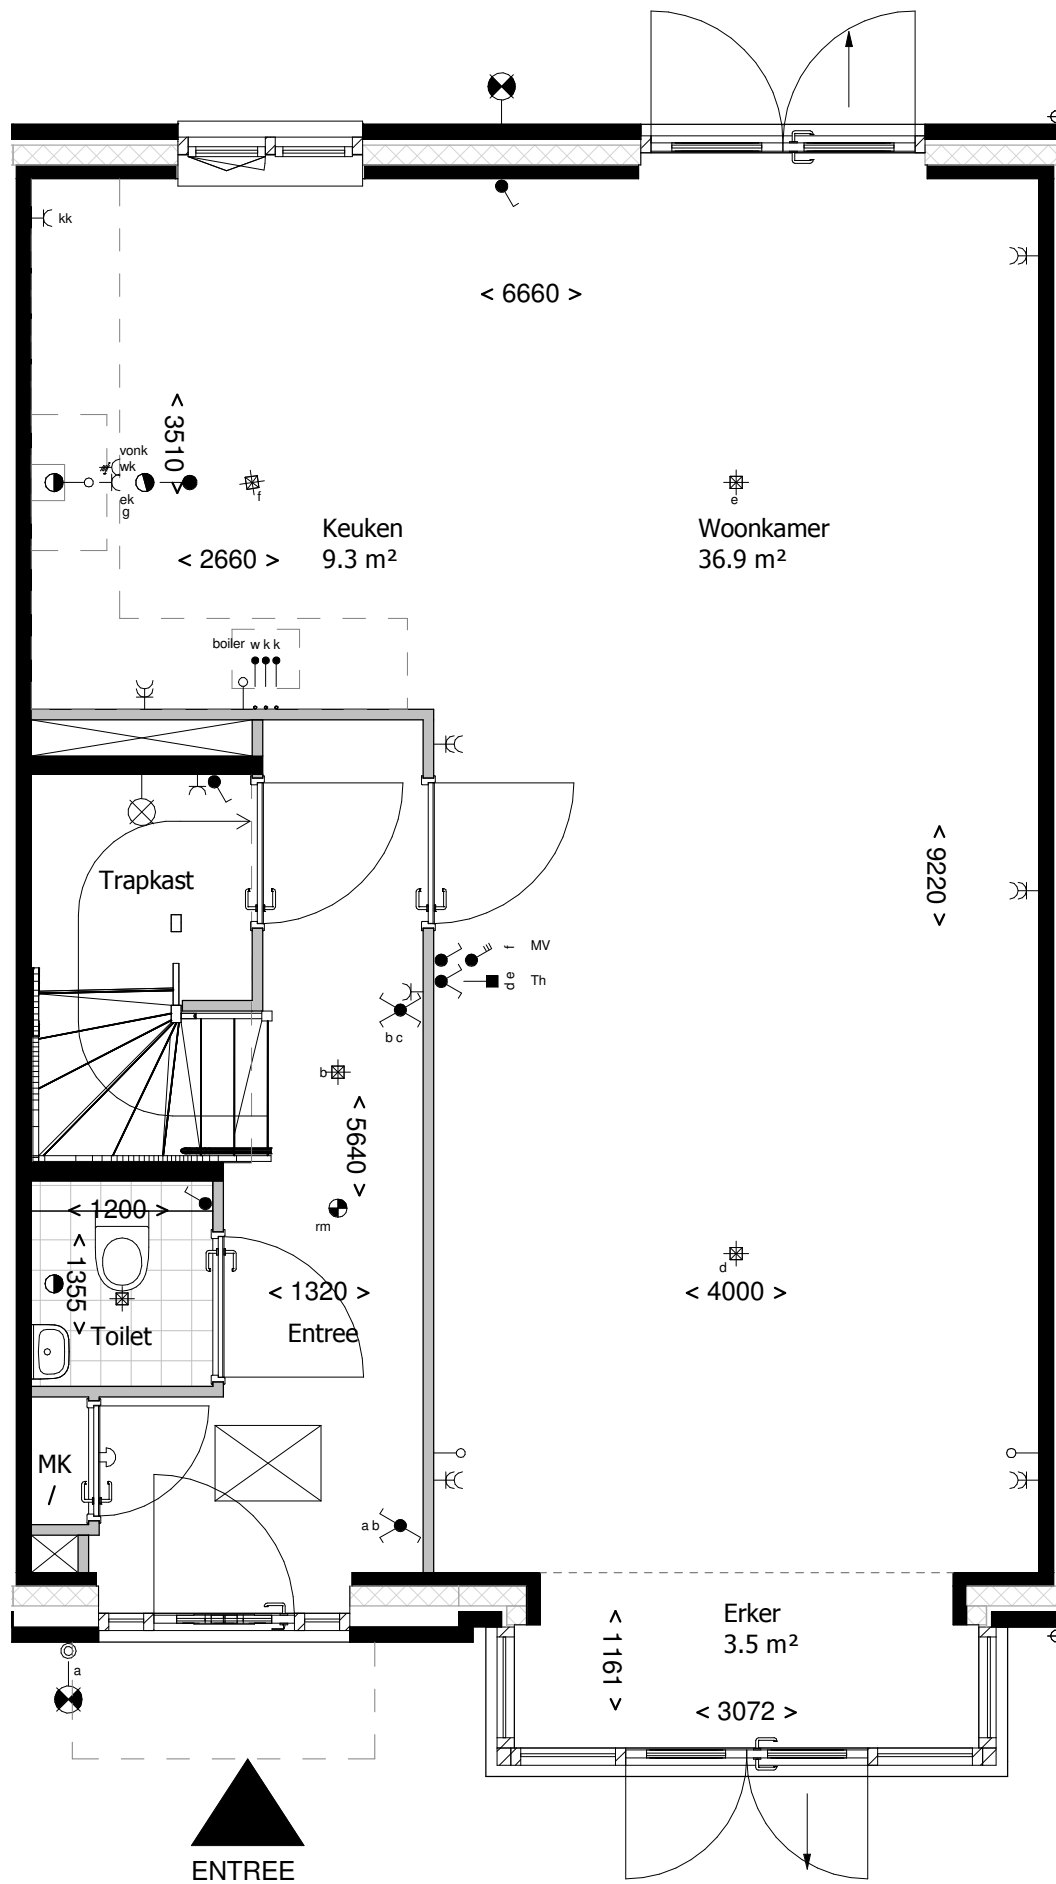 kk
< 6660 >
< 3510 >
vonk
wk
ek
g
f
e
Keuken
9.3 m²
Woonkamer
36.9 m²
< 2660 >
boiler w k k
< 9220 >
Trapkast
f MV
d e Th
b c
b
< 5640 >
< 1200 >
rm
< 1355 >
d
< 1320 >
< 4000 >
Toilet
Entree
MK
/
a b
Erker
3.5 m²
< 1161 >
a
< 3072 >
ENTREE